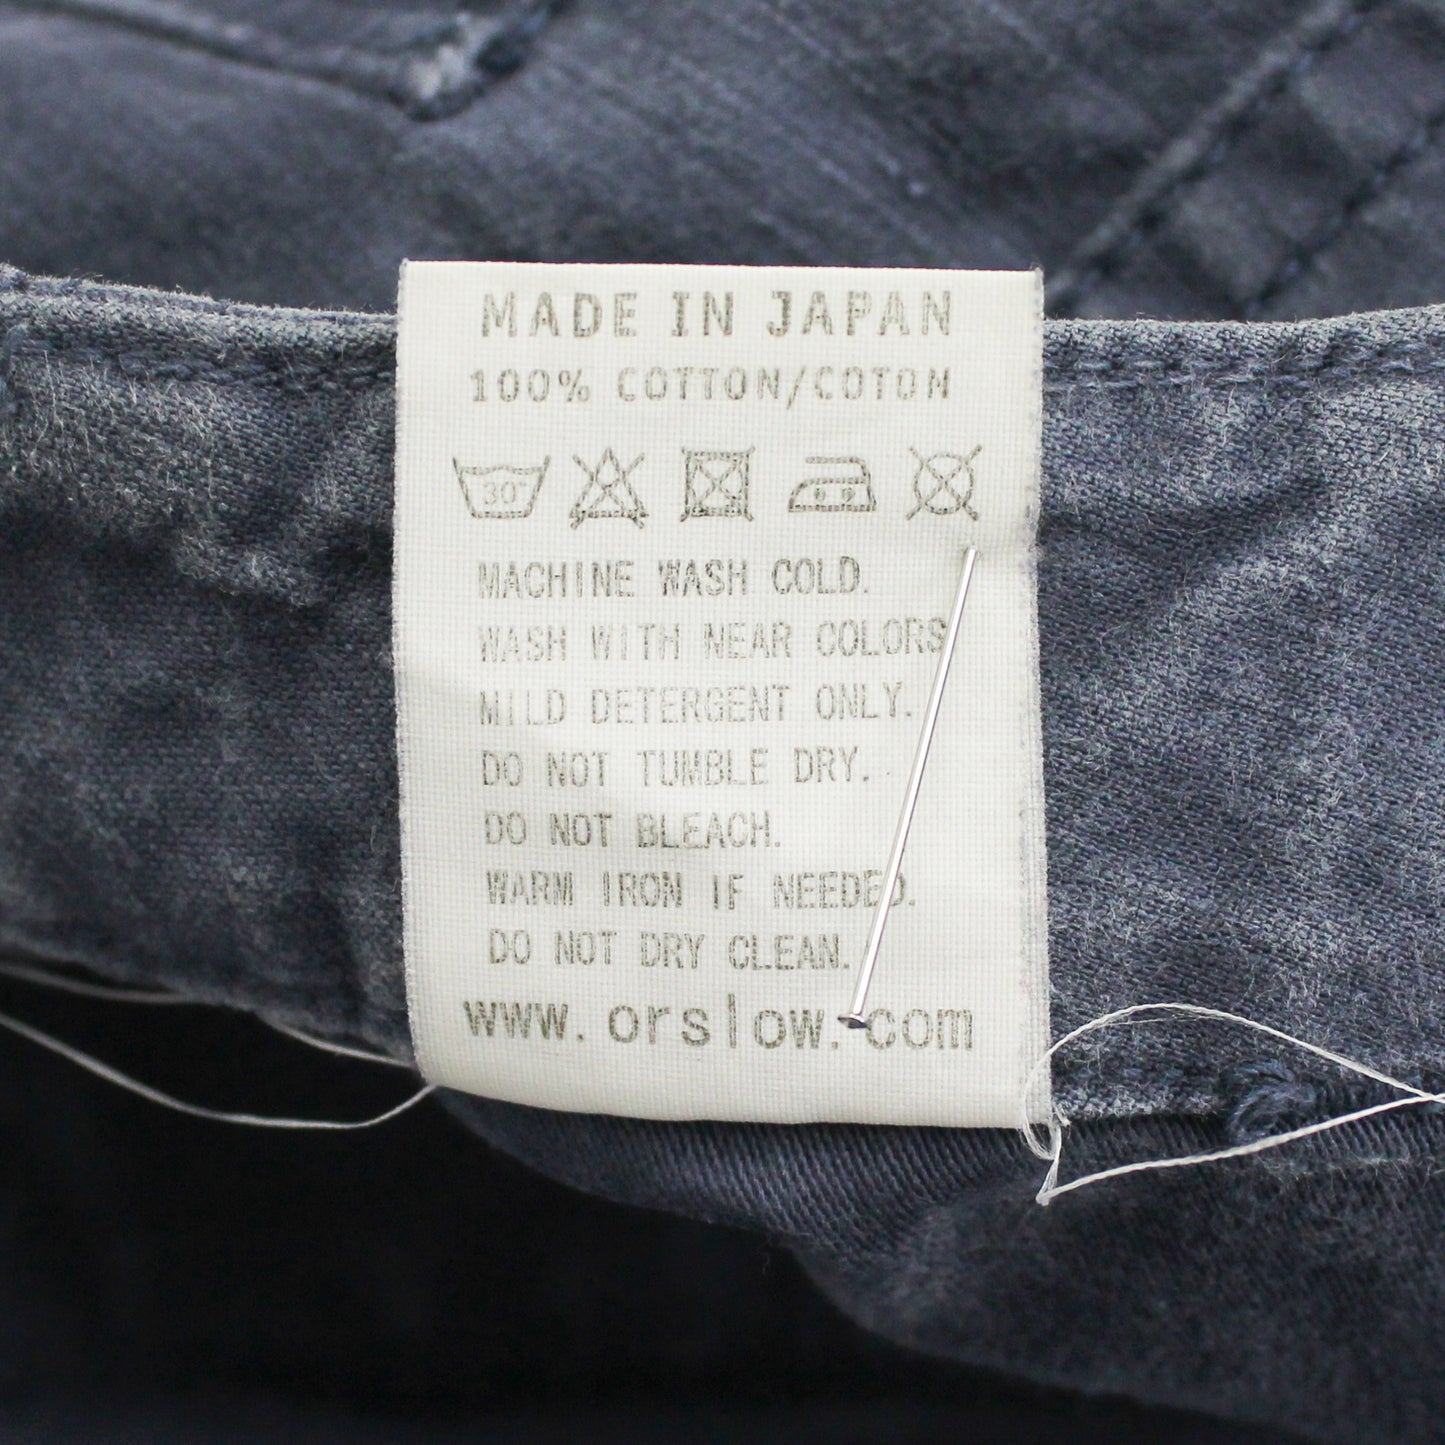 MADE IN JAPAN
100% COTTON/COTON
30°
MACHINE WASH COLD.
WASH WITH NEAR COLORS
MILD DETERGENT ONLY.
DO NOT TUMBLE DRY.
DO NOT BLEACH.
WARM IRON IF NEEDED.
DO NOT DRY CLEAN.
www.orslow.com